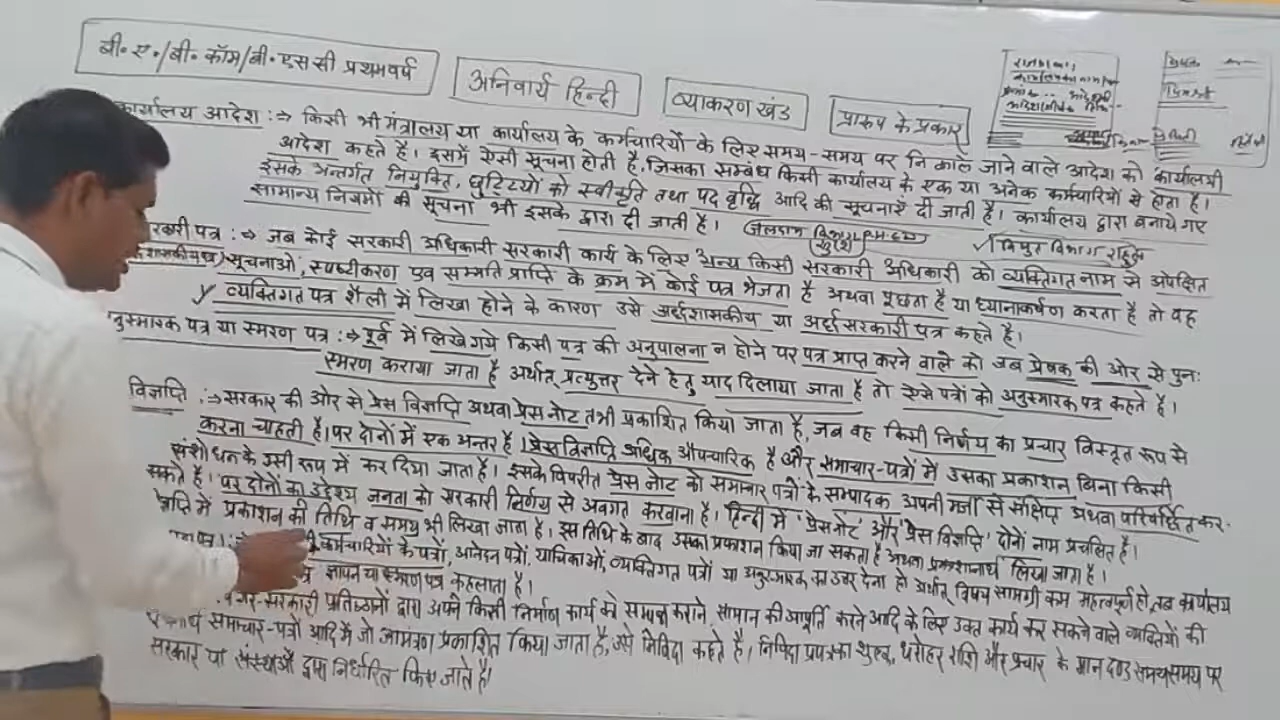 बी. ए./बी. कॉम/बी. एस सी प्रथमवर्ष
अनिवार्य हिन्दी
व्याकरण खंड
प्रारूप के प्रकार
कार्यालय आदेश :⇒ किसी भी मंत्रालय या कार्यालय के कर्मचारियों के लिए समय-समय पर निकाले जाने वाले आदेश को कार्यालयी
आदेश कहते है। इसमें ऐसी सूचना होती है, जिसका सम्बंध किसी कार्यालय के एक या अनेक कर्मचारियों से होता है।
इसके अन्तर्गत नियुक्ति, छुट्टियों को स्वीकृति तथा पद वृद्धि आदि की सूचनाएँ दी जाती है। कार्यालय द्वारा बनाये गए
सामान्य नियमों की सूचना भी इसके द्वारा दी जाती है।
जलदाय विभाग
विद्युत विभाग
रकारी पत्र :⇒ जब कोई सरकारी अधिकारी सरकारी कार्य के लिए अन्य किसी सरकारी अधिकारी को व्यक्तिगत नाम से अपेक्षित
सूचनाओं, स्पष्टीकरण एवं सम्मति प्राप्ति के क्रम में कोई पत्र भेजता है अथवा पूछता है या ध्यानाकर्षण करता है तो वह
व्यक्तिगत पत्र शैली में लिखा होने के कारण उसे अर्द्धशासकीय या अर्द्धसरकारी पत्र कहते है।
नुस्मारक पत्र या स्मरण पत्र :⇒ पूर्व में लिखे गये किसी पत्र की अनुपालना न होने पर पत्र प्राप्त करने वाले को जब प्रेषक की ओर से पुनः
स्मरण कराया जाता है अर्थात् प्रत्युत्तर देने हेतु याद दिलाया जाता है तो ऐसे पत्रों को अनुस्मारक पत्र कहते है।
विज्ञप्ति :⇒ सरकार की ओर से प्रेस विज्ञप्ति अथवा प्रेस नोट तभी प्रकाशित किया जाता है, जब वह किसी निर्णय का प्रचार विस्तृत रूप से
करना चाहती है। पर दोनों में एक अन्तर है। प्रेस विज्ञप्ति अधिक औपचारिक है और समाचार-पत्रों में उसका प्रकाशन बिना किसी
संशोधन के उसी रूप में कर दिया जाता है। इसके विपरीत प्रेस नोट को समाचार पत्रों के सम्पादक अपनी मर्जी से संक्षिप्त अथवा परिवर्द्धित कर
सकते है। पर दोनों का उद्देश्य जनता को सरकारी निर्णय से अवगत करवाना है। हिन्दी में 'प्रेस नोट' और 'प्रेस विज्ञप्ति' दोनों नाम प्रचलित है।
प्ति में प्रकाशन की तिथि व समय भी लिखा जाता है। इस तिथि के बाद उसका प्रकाशन किया जा सकता है अथवा प्रकाशनार्थ लिखा जाता है।
कर्मचारियों के पत्रों, आवेदन पत्रों, याचिकाओं, व्यक्तिगत पत्रों या अनुस्मारक का उत्तर देना हो अर्थात् विषय सामग्री कम महत्वपूर्ण हो, तब कार्यालय
ज्ञापन या स्मरण पत्र कहलाता है।
गैर-सरकारी प्रतिष्ठानों द्वारा अपने किसी निर्माण कार्य को सम्पन्न कराने, सामान की आपूर्ति करने आदि के लिए उक्त कार्य कर सकने वाले व्यक्तियों की
समाचार-पत्रों आदि में जो आमंत्रण प्रकाशित किया जाता है, उसे निविदा कहते है। निविदा प्रपत्र का शुल्क, धरोहर राशि और प्रचार के मानदण्ड समय समय पर
सरकार या संस्थाओं द्वारा निर्धारित किए जाते है।